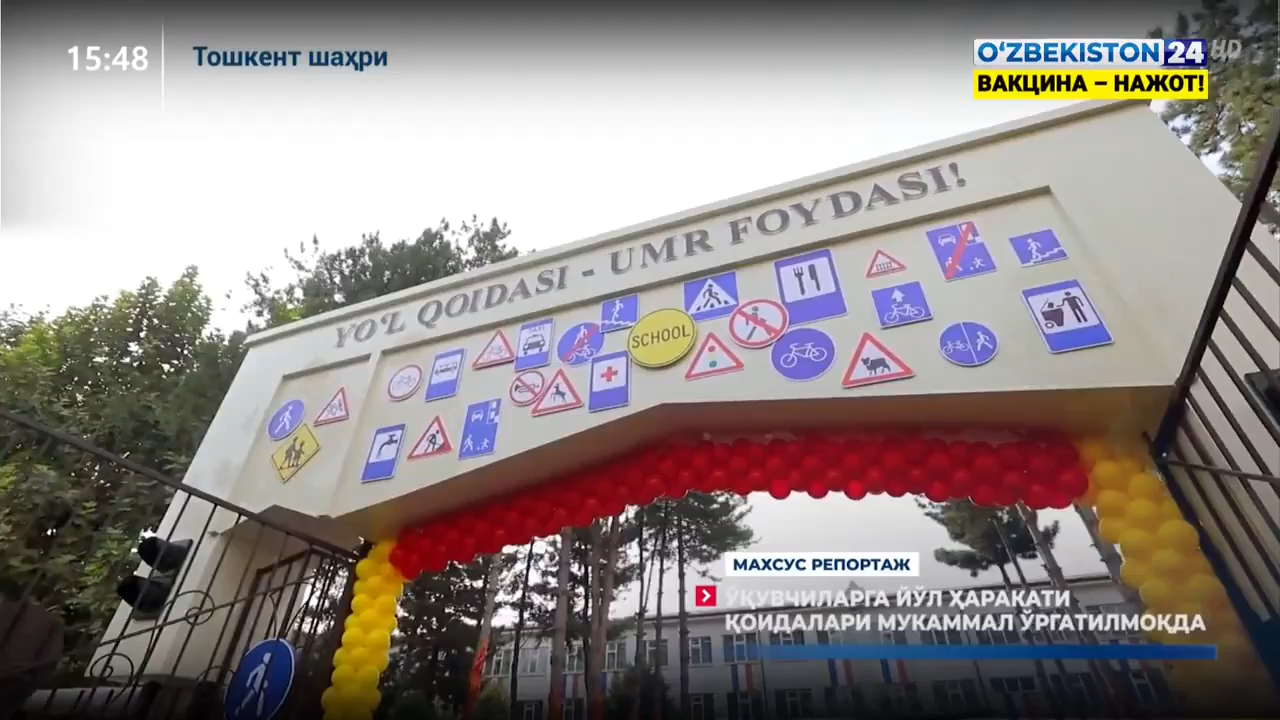 15:48
Тошкент шаҳри
O‘ZBEKISTON 24 HD
ВАКЦИНА – НАЖОТ!
YO'L QOIDASI - UMR FOYDASI!
TAXI
SCHOOL
МАХСУС РЕПОРТАЖ
ЎҚУВЧИЛАРГА ЙЎЛ ҲАРАКАТИ
ҚОИДАЛАРИ МУКАММАЛ ЎРГАТИЛМОҚДА